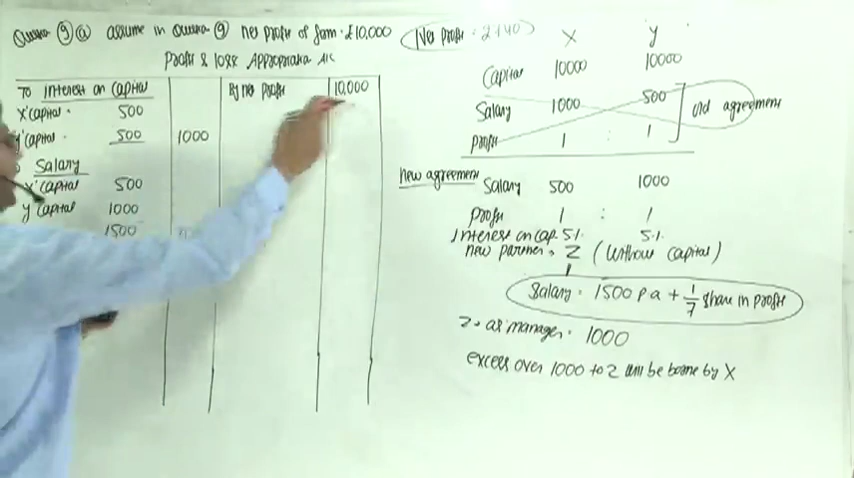 Question 9 (a) assume in Question 9 net profit of firm = £10,000
Profit & loss Appropriation A/C
To Interest on Capital By net Profit 10,000
X' Capital - 500
Y' Capital - 500 1000
Salary
X' Capital 500
Y Capital 1000
1500
Net profit = 2140
X Y
Capital 10000 10000
Salary 1000 500
old agreement
Profit 1 : 1
new agreement
Salary 500 1000
Profit 1 : 1
Interest on cap. 5% 5%
new partner = Z (without capital)
Salary = 1500 p a + 1/7 share in profit
Z as manager = 1000
excess over 1000 to Z will be borne by X